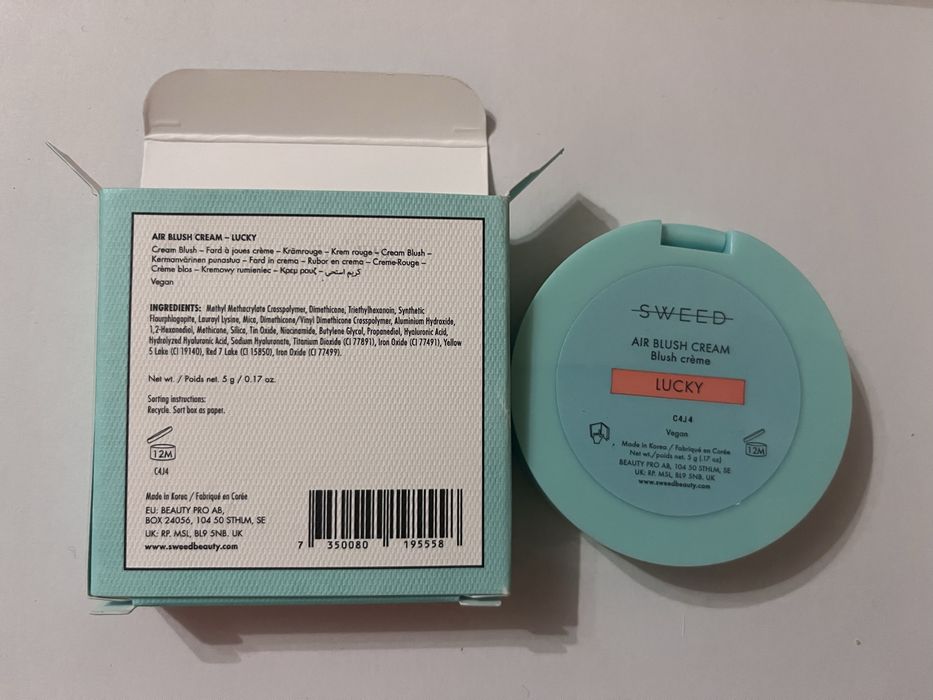 AIR BLUSH CREAM – LUCKY
Cream Blush – Fard à joues crème – Krämrouge – Krem rouge – Cream Blush –
Kermanvärinen punastua – Fard in crema – Rubor en crema – Creme-Rouge –
Crème blos – Kremowy rumieniec – Κρεμ ρουζ – كريم استحى
Vegan
INGREDIENTS: Methyl Methacrylate Crosspolymer, Dimethicone, Triethylhexanoin, Synthetic
Flourphlogopite, Lauroyl Lysine, Mica, Dimethicone/Vinyl Dimethicone Crosspolymer, Aluminum Hydroxide,
1,2-Hexanediol, Methicone, Silica, Tin Oxide, Niacinamide, Butylene Glycol, Propanediol, Hyaluronic Acid,
Hydrolyzed Hyaluronic Acid, Sodium Hyaluronate, Titanium Dioxide (CI 77891), Iron Oxide (CI 77491), Yellow
5 Lake (CI 19140), Red 7 Lake (CI 15850), Iron Oxide (CI 77499).
Net wt. / Poids net. 5 g / 0.17 oz.
Sorting instructions:
Recycle. Sort box as paper.
12M
C4J4
Made in Korea / Fabriqué en Corée
EU: BEAUTY PRO AB,
BOX 24056, 104 50 STHLM, SE
UK: RP. MSL, BL9 5NB. UK
www.sweedbeauty.com
7 350080 195558
SWEED
AIR BLUSH CREAM
Blush crème
LUCKY
C4J4
Vegan
Made in Korea / Fabriqué en Corée
Net wt./poids net. 5 g (.17 oz)
BEAUTY PRO AB, 104 50 STHLM, SE
UK: RP. MSL, BL9 5NB. UK
www.sweedbeauty.com
12M